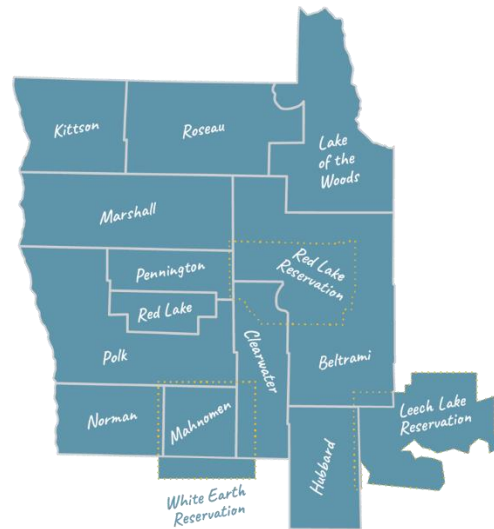 Kittson
Roseau
Lake
of the
Woods
Marshall
Pennington
Red Lake
Reservation
Red Lake
Polk
Clearwater
Beltrami
Norman
Mahnomen
Hubbard
Leech Lake
Reservation
White Earth
Reservation